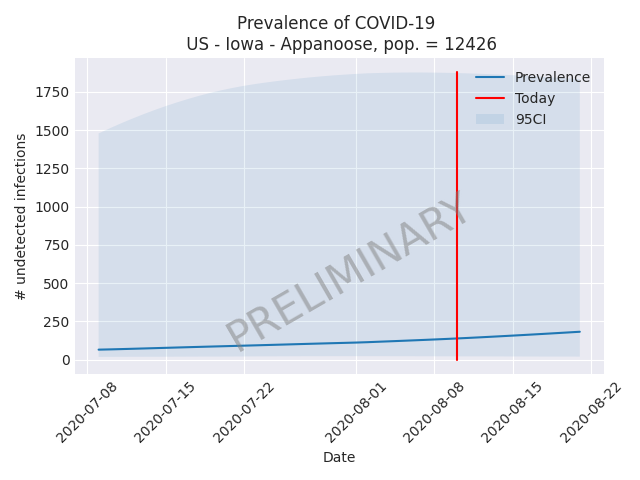 Prevalence of COVID-19
US - Iowa - Appanoose, pop. = 12426
Prevalence
Today
95CI
1750
1500
1250
1000
750
500
250
0
# undetected infections
PRELIMINARY
2020-07-08
2020-07-15
2020-07-22
2020-08-01
2020-08-08
2020-08-15
2020-08-22
Date